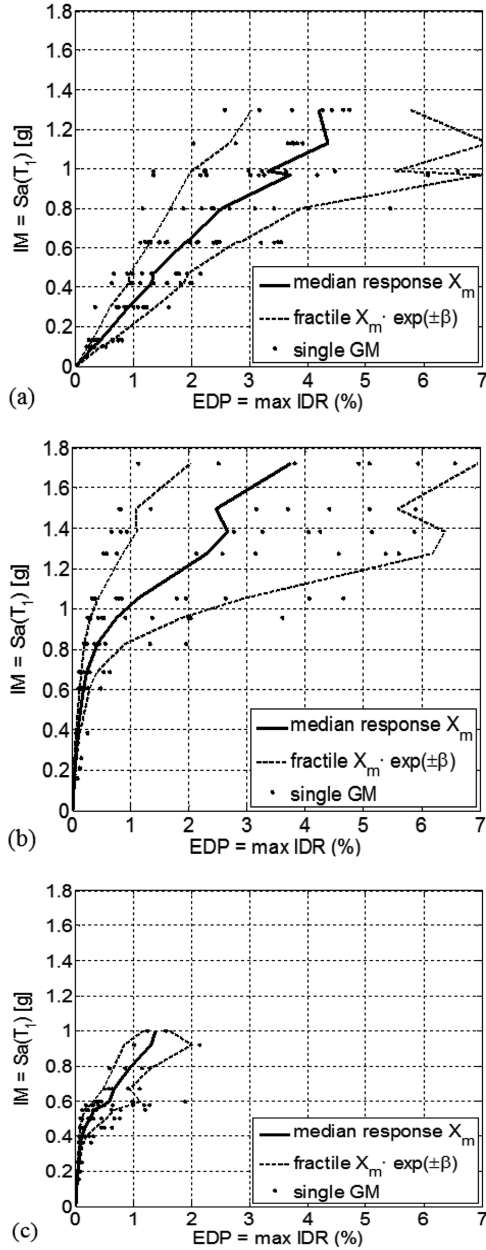 1.8
1.6
1.4
1.2
1
0.8
0.6
0.4
0.2
0
IM = Sa(T1) [g]
median response Xm
fractile Xm· exp(±β)
single GM
0 1 2 3 4 5 6 7
EDP = max IDR (%)
(a)
1.8
1.6
1.4
1.2
1
0.8
0.6
0.4
0.2
0
IM = Sa(T1) [g]
median response Xm
fractile Xm· exp(±β)
single GM
0 1 2 3 4 5 6 7
EDP = max IDR (%)
(b)
1.8
1.6
1.4
1.2
1
0.8
0.6
0.4
0.2
0
IM = Sa(T1) [g]
median response Xm
fractile Xm· exp(±β)
single GM
0 1 2 3 4 5 6 7
EDP = max IDR (%)
(c)